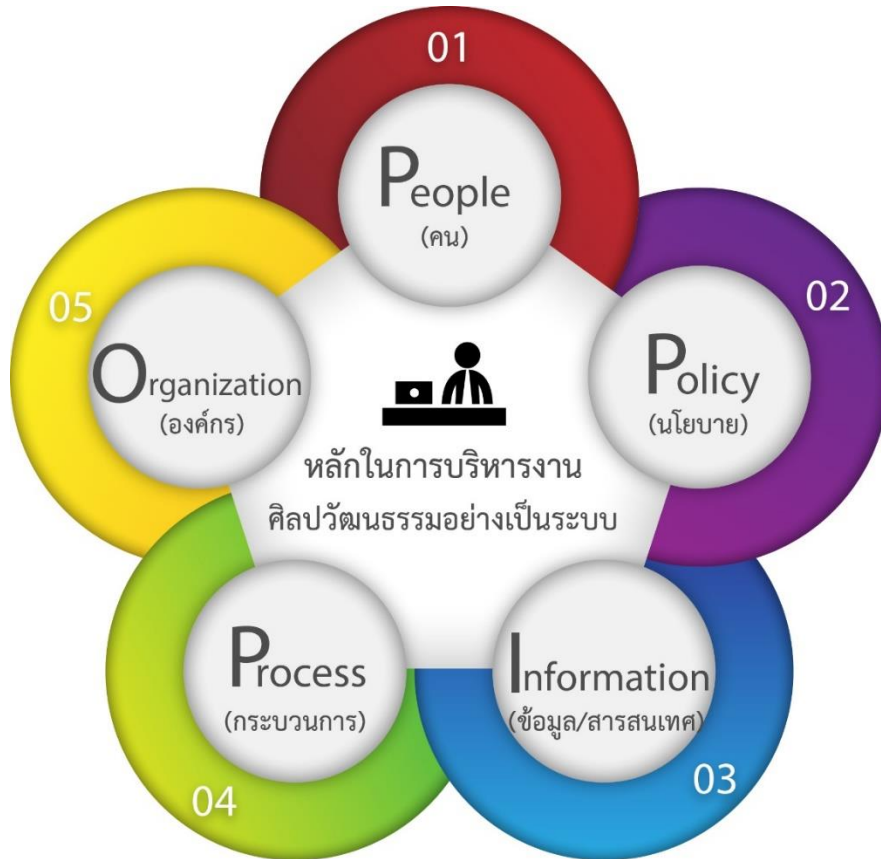 01
People
(คน)
02
Policy
(นโยบาย)
03
Information
(ข้อมูล/สารสนเทศ)
04
Process
(กระบวนการ)
05
Organization
(องค์กร)
หลักในการบริหารงาน
ศิลปวัฒนธรรมอย่างเป็นระบบ